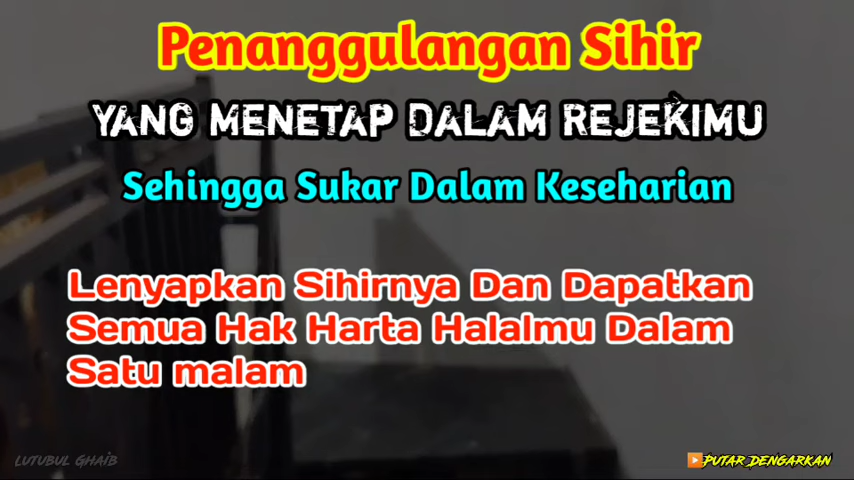 Penanggulangan Sihir
YANG MENETAP DALAM REJEKIMU
Sehingga Sukar Dalam Keseharian
Lenyapkan Sihirnya Dan Dapatkan
Semua Hak Harta Halalmu Dalam
Satu malam
LUTUBUL GHAIB
PUTAR DENGARKAN